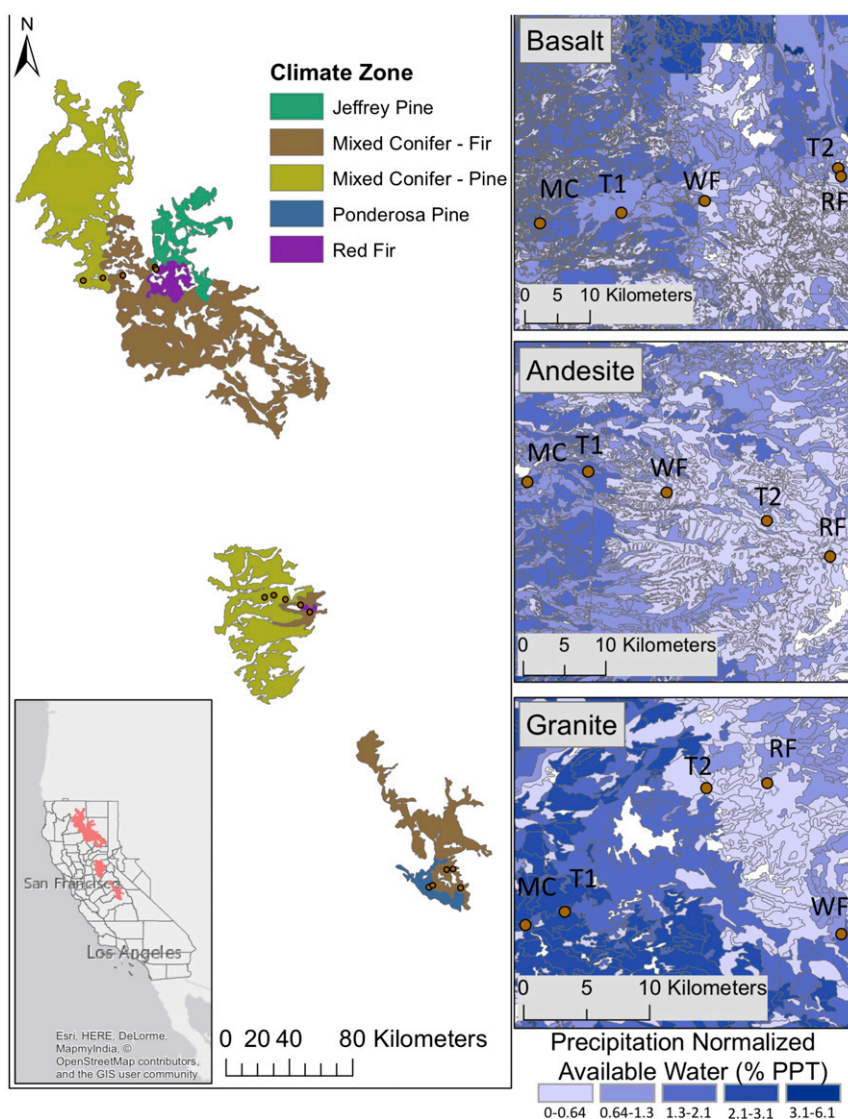 N
Climate Zone
Jeffrey Pine
Mixed Conifer - Fir
Mixed Conifer - Pine
Ponderosa Pine
Red Fir
San Francisco
Los Angeles
Esri, HERE, DeLorme,
MapmyIndia, ©
OpenStreetMap contributors,
and the GIS user community
0 20 40 80 Kilometers
Basalt
MC
T1
WF
T2
RF
0 5 10 Kilometers
Andesite
MC
T1
WF
T2
RF
0 5 10 Kilometers
Granite
T2
RF
MC
T1
WF
0 5 10 Kilometers
Precipitation Normalized
Available Water (% PPT)
0-0.64 0.64-1.3 1.3-2.1 2.1-3.1 3.1-6.1